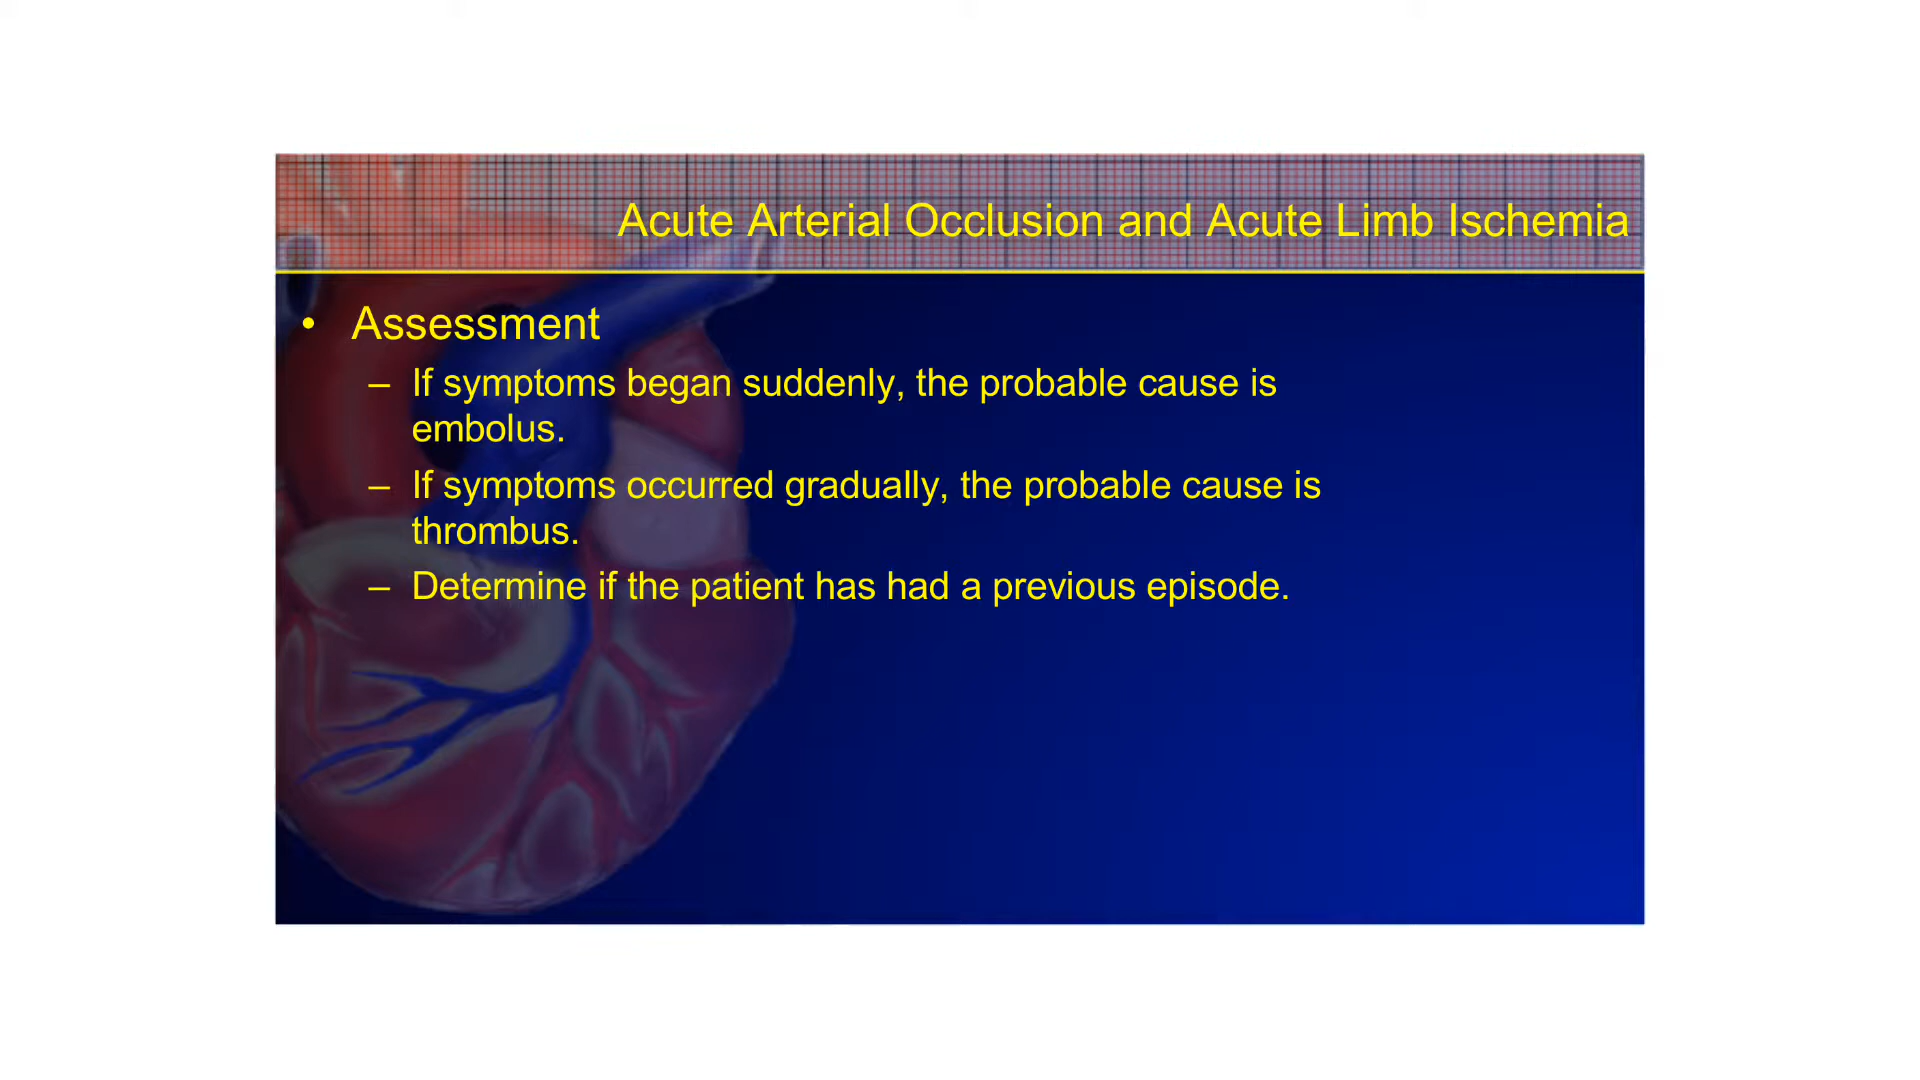 Acute Arterial Occlusion and Acute Limb Ischemia
• Assessment
– If symptoms began suddenly, the probable cause is
embolus.
– If symptoms occurred gradually, the probable cause is
thrombus.
– Determine if the patient has had a previous episode.